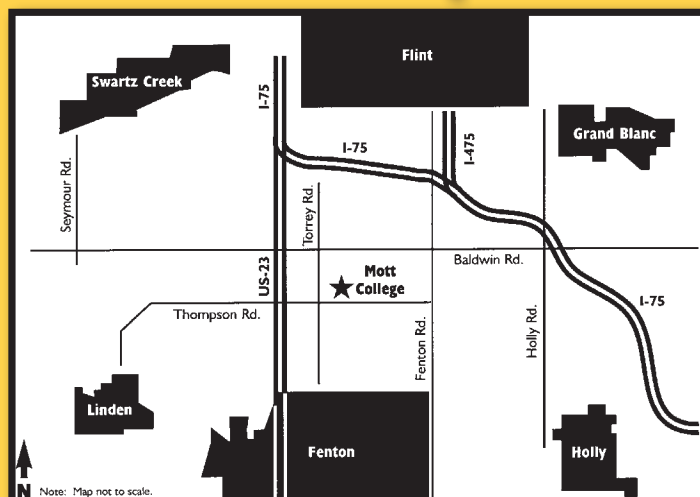 Flint
Swartz Creek
I-75
Grand Blanc
I-75
I-475
Seymour Rd.
Torrey Rd.
Baldwin Rd.
US-23
Mott
College
I-75
Thompson Rd.
Fenton Rd.
Holly Rd.
Linden
Fenton
Holly
N Note: Map not to scale.